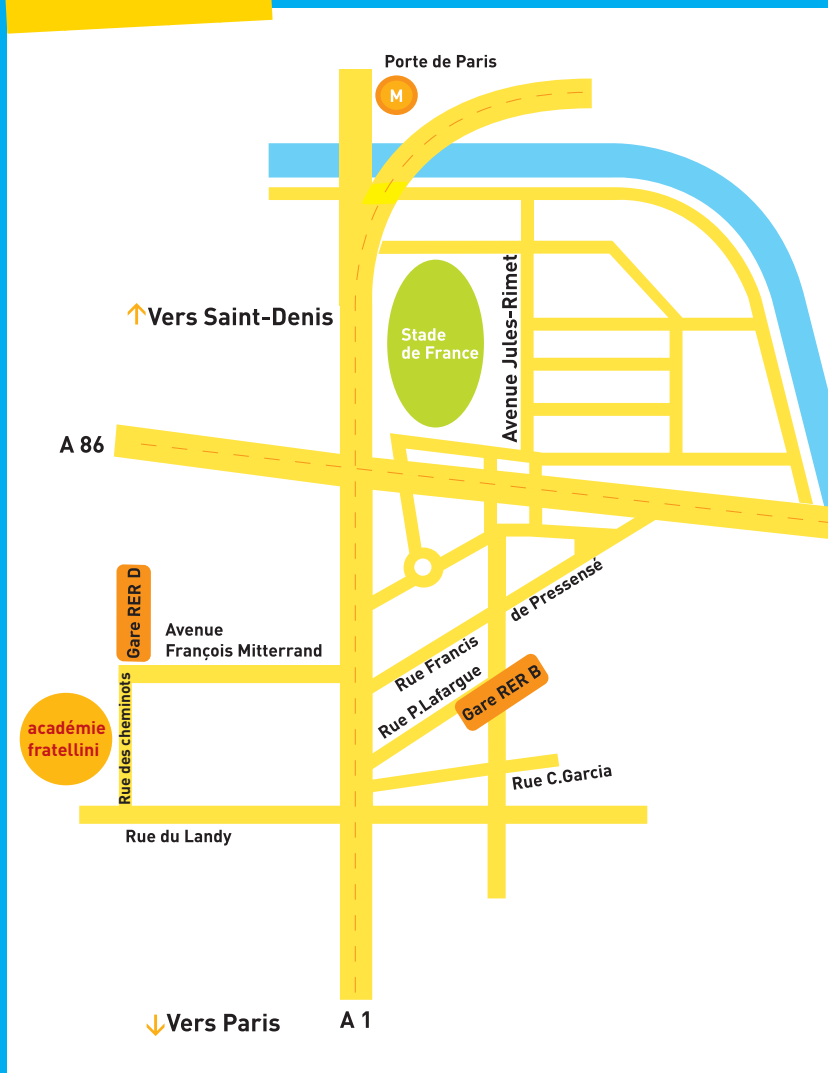 Porte de Paris
M
Vers Saint-Denis
Stade
de France
Avenue Jules-Rimet
A 86
Gare RER D
Avenue
François Mitterrand
de Pressensé
Rue Francis
Rue P.Lafargue
Gare RER B
académie
fratellini
Rue des cheminots
Rue C.Garcia
Rue du Landy
Vers Paris
A 1